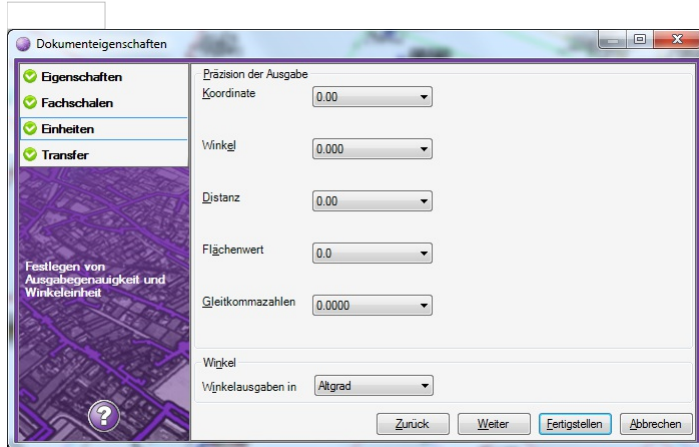 Dokumenteigenschaften
Eigenschaften
Fachschalen
Einheiten
Transfer
Festlegen von
Ausgabegenauigkeit und
Winkeleinheit
?
Präzision der Ausgabe
Koordinate 0.00
Winkel 0.000
Distanz 0.00
Flächenwert 0.0
Gleitkommazahlen 0.0000
Winkel
Winkelausgaben in Altgrad
Zurück Weiter Fertigstellen Abbrechen